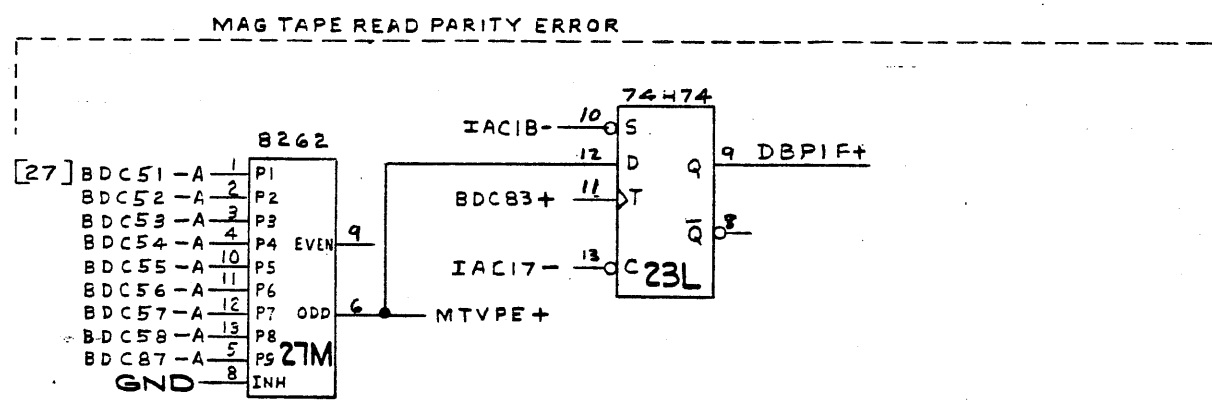 MAG TAPE READ PARITY ERROR
74H74
IAC1B- 10 S
8262
12 D Q 9 DBPIF+
[27] BDC51-A 1 P1
BDC52-A 2 P2
BDC83+ 11 T
BDC53-A 3 P3
Q 8
BDC54-A 4 P4 EVEN 9
BDC55-A 10 P5
IAC17- 13 C 23L
BDC56-A 11 P6
BDC57-A 12 P7 ODD 6 MTVPE+
BDC58-A 13 P8
BDC87-A 5 P9 27M
GND 8 INH